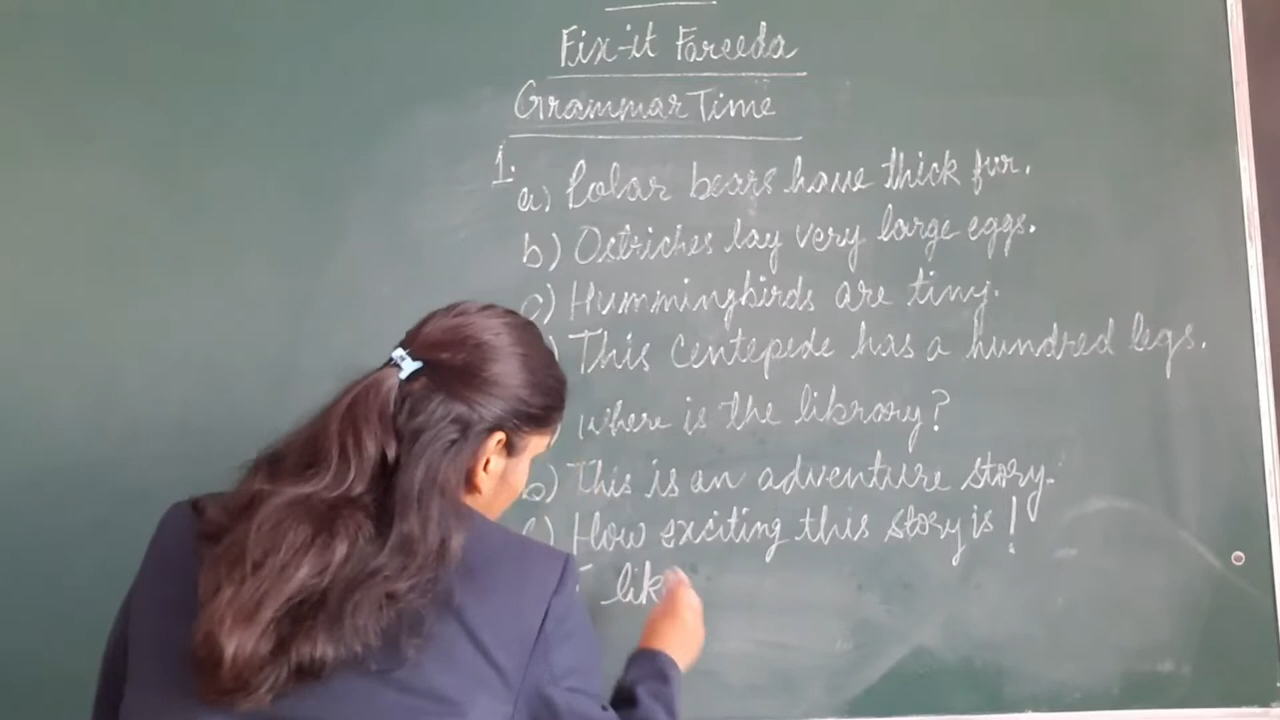 Fix-it Fareeda
Grammar Time
1.
a) Polar bears have thick fur.
b) Ostriches lay very large eggs.
c) Hummingbirds are tiny.
) This centepede has a hundred legs.
) where is the library?
b) This is an adventure story.
) How exciting this story is!
I lik